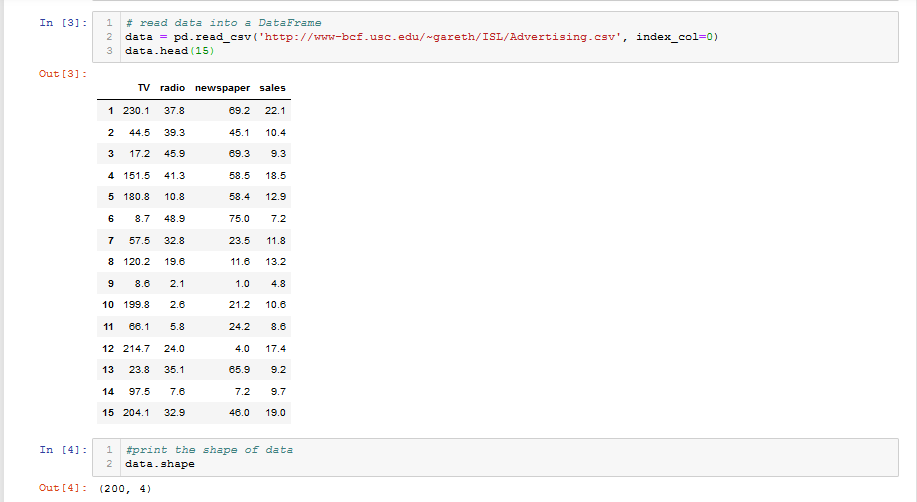 In [3]: 1 # read data into a DataFrame
2 data = pd.read_csv('http://www-bcf.usc.edu/~gareth/ISL/Advertising.csv', index_col=0)
3 data.head(15)
Out[3]:
TV radio newspaper sales
1 230.1 37.8 69.2 22.1
2 44.5 39.3 45.1 10.4
3 17.2 45.9 69.3 9.3
4 151.5 41.3 58.5 18.5
5 180.8 10.8 58.4 12.9
6 8.7 48.9 75.0 7.2
7 57.5 32.8 23.5 11.8
8 120.2 19.6 11.6 13.2
9 8.6 2.1 1.0 4.8
10 199.8 2.6 21.2 10.6
11 66.1 5.8 24.2 8.6
12 214.7 24.0 4.0 17.4
13 23.8 35.1 65.9 9.2
14 97.5 7.6 7.2 9.7
15 204.1 32.9 46.0 19.0
In [4]: 1 #print the shape of data
2 data.shape
Out[4]: (200, 4)